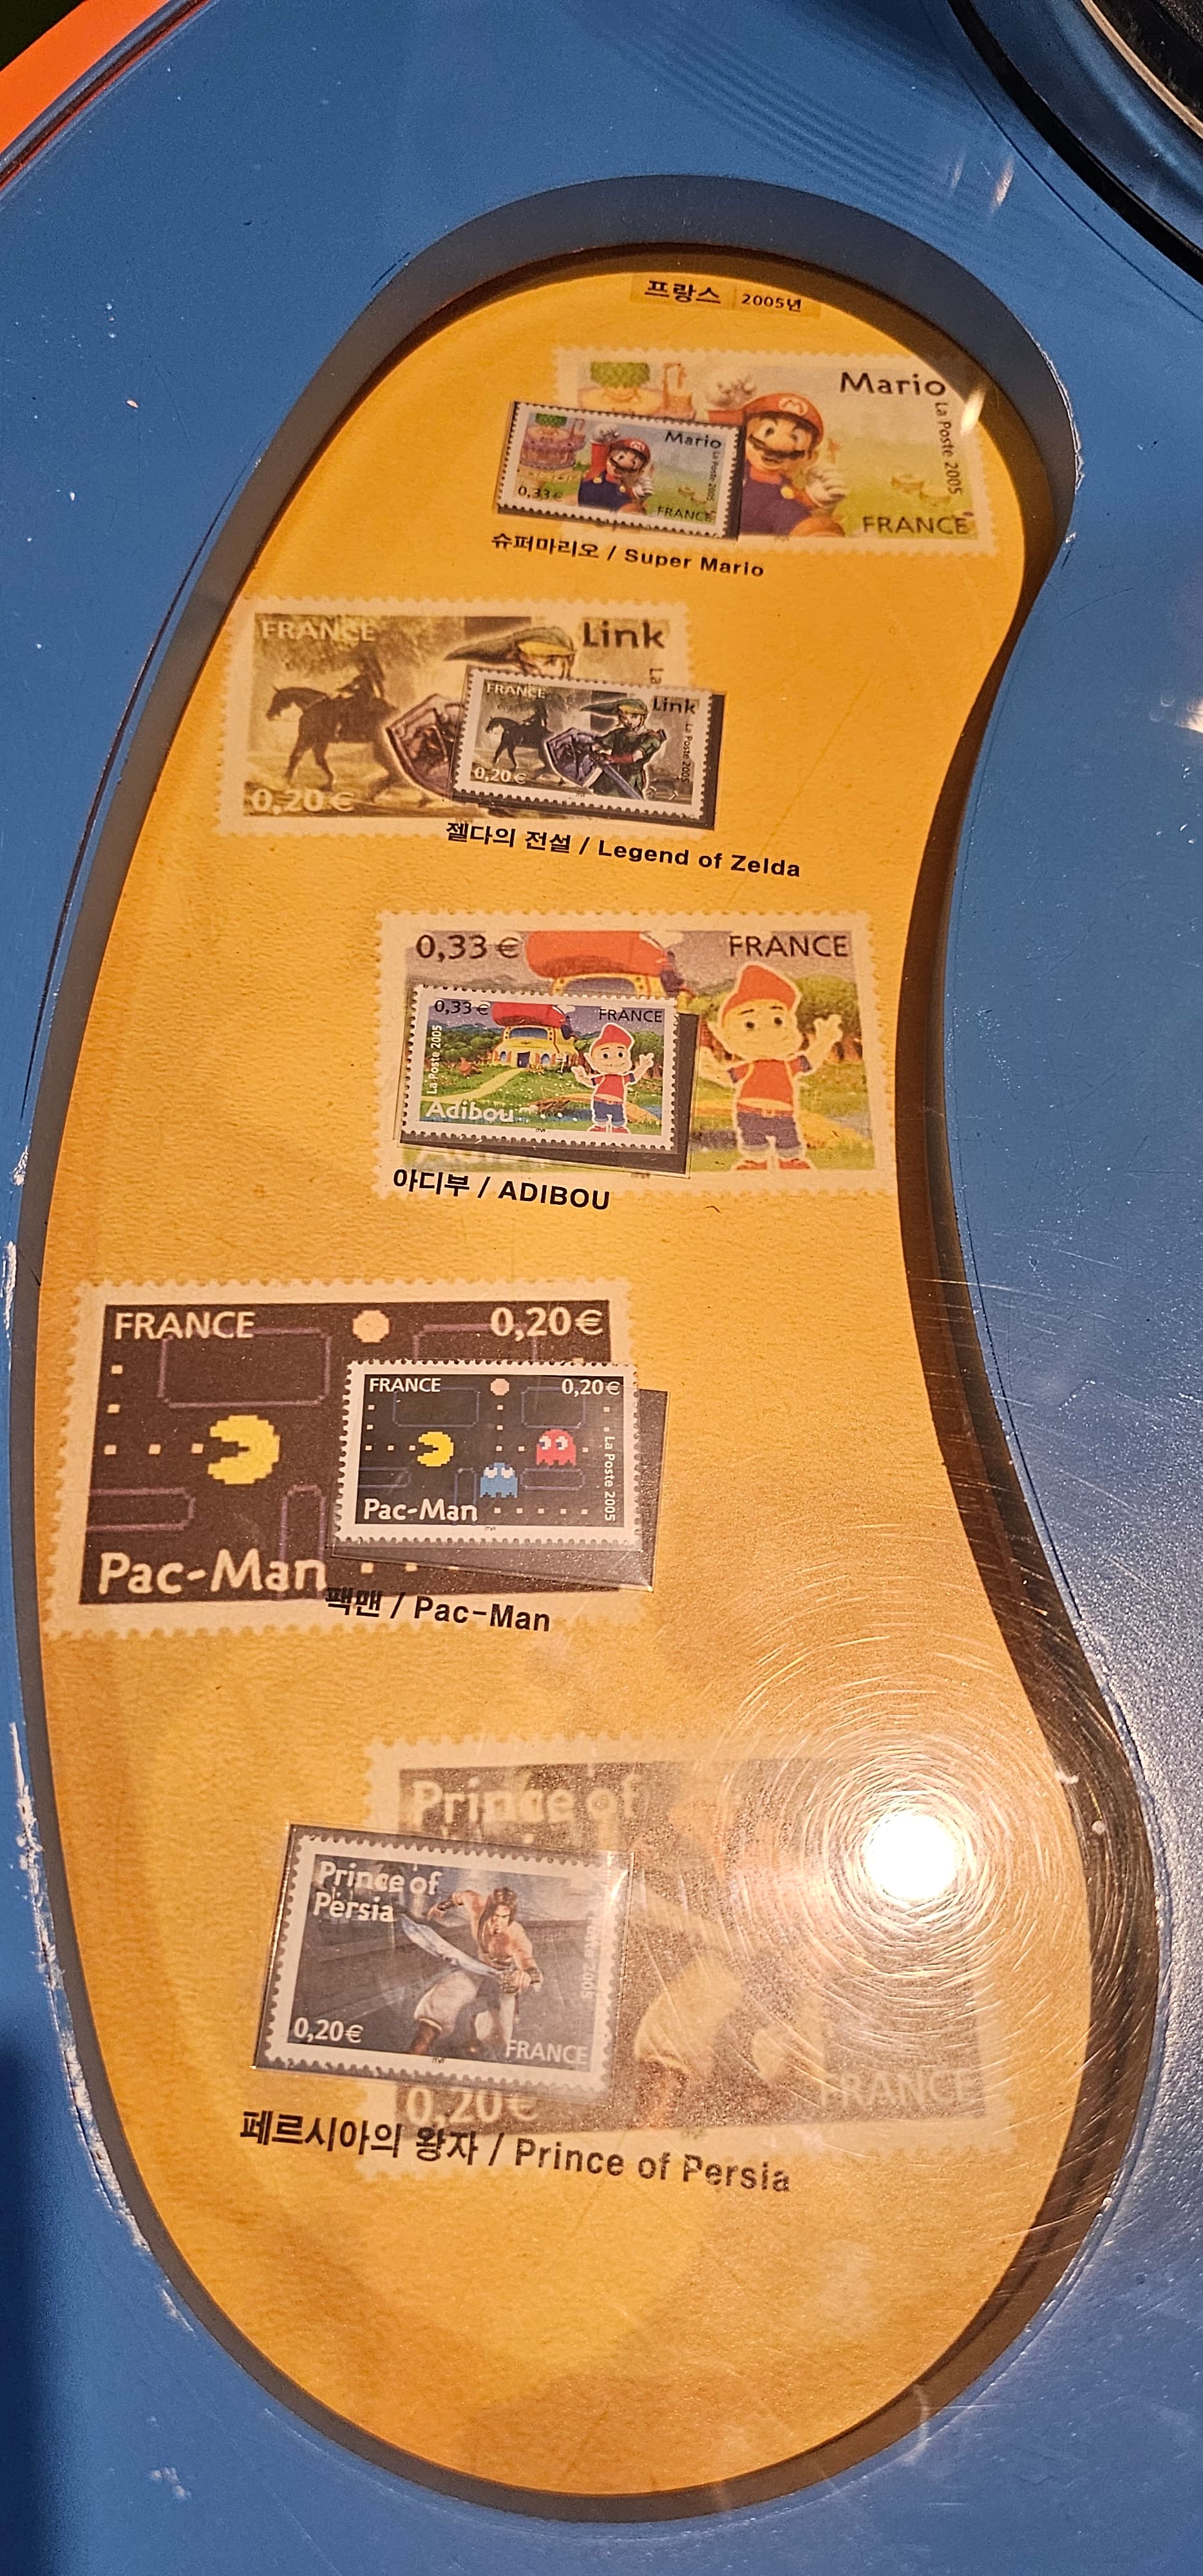 프랑스 2005년
Mario
La Poste 2005
FRANCE
Mario
La Poste 2005
0,33 €
FRANCE
슈퍼마리오 / Super Mario
FRANCE
Link
La
0,20 €
FRANCE
Link
La Poste 2005
0,20 €
젤다의 전설 / Legend of Zelda
0,33 €
FRANCE
0,33 €
FRANCE
La Poste 2005
Adibou
아디부 / ADIBOU
FRANCE
0,20 €
Pac-Man
FRANCE
0,20 €
La Poste 2005
Pac-Man
팩맨 / Pac-Man
Prince of
0,20 €
FRANCE
Prince of
Persia
0,20 €
FRANCE
페르시아의 왕자 / Prince of Persia